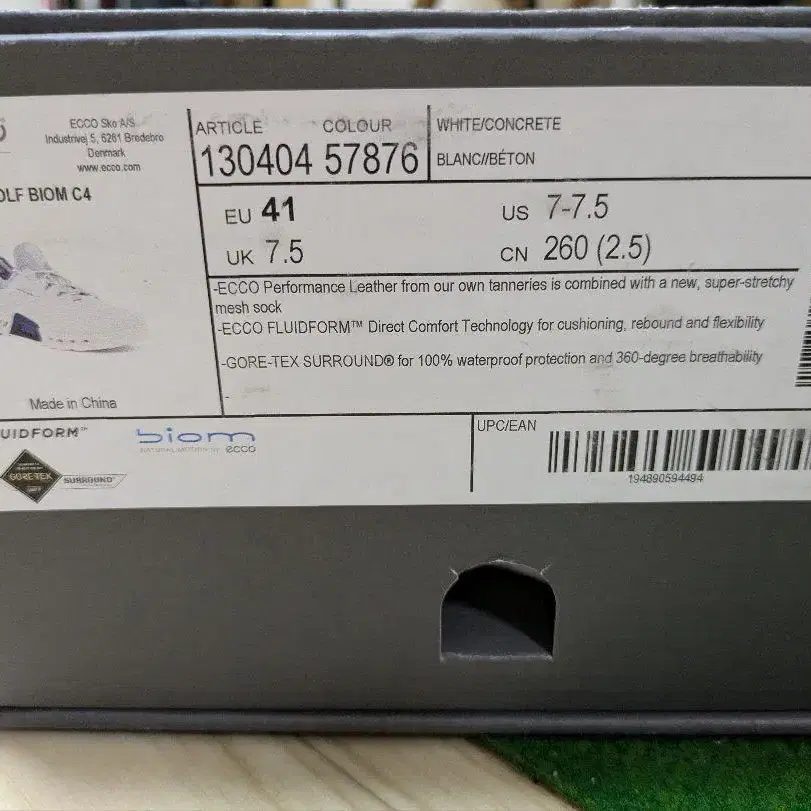 ECCO Sko A/S
Industrivej 5, 6261 Bredebro
Denmark
www.ecco.com
OLF BIOM C4
Made in China
ARTICLE COLOUR
130404 57876
WHITE/CONCRETE
BLANC//BÉTON
EU 41
US 7-7.5
UK 7.5
CN 260 (2.5)
-ECCO Performance Leather from our own tanneries is combined with a new, super-stretchy
mesh sock
-ECCO FLUIDFORM™ Direct Comfort Technology for cushioning, rebound and flexibility
-GORE-TEX SURROUND® for 100% waterproof protection and 360-degree breathability
-
UIDFORM™
biom
NATURAL MOTION BY ecco
GORE-TEX
SURROUND
UPC/EAN
194890594494